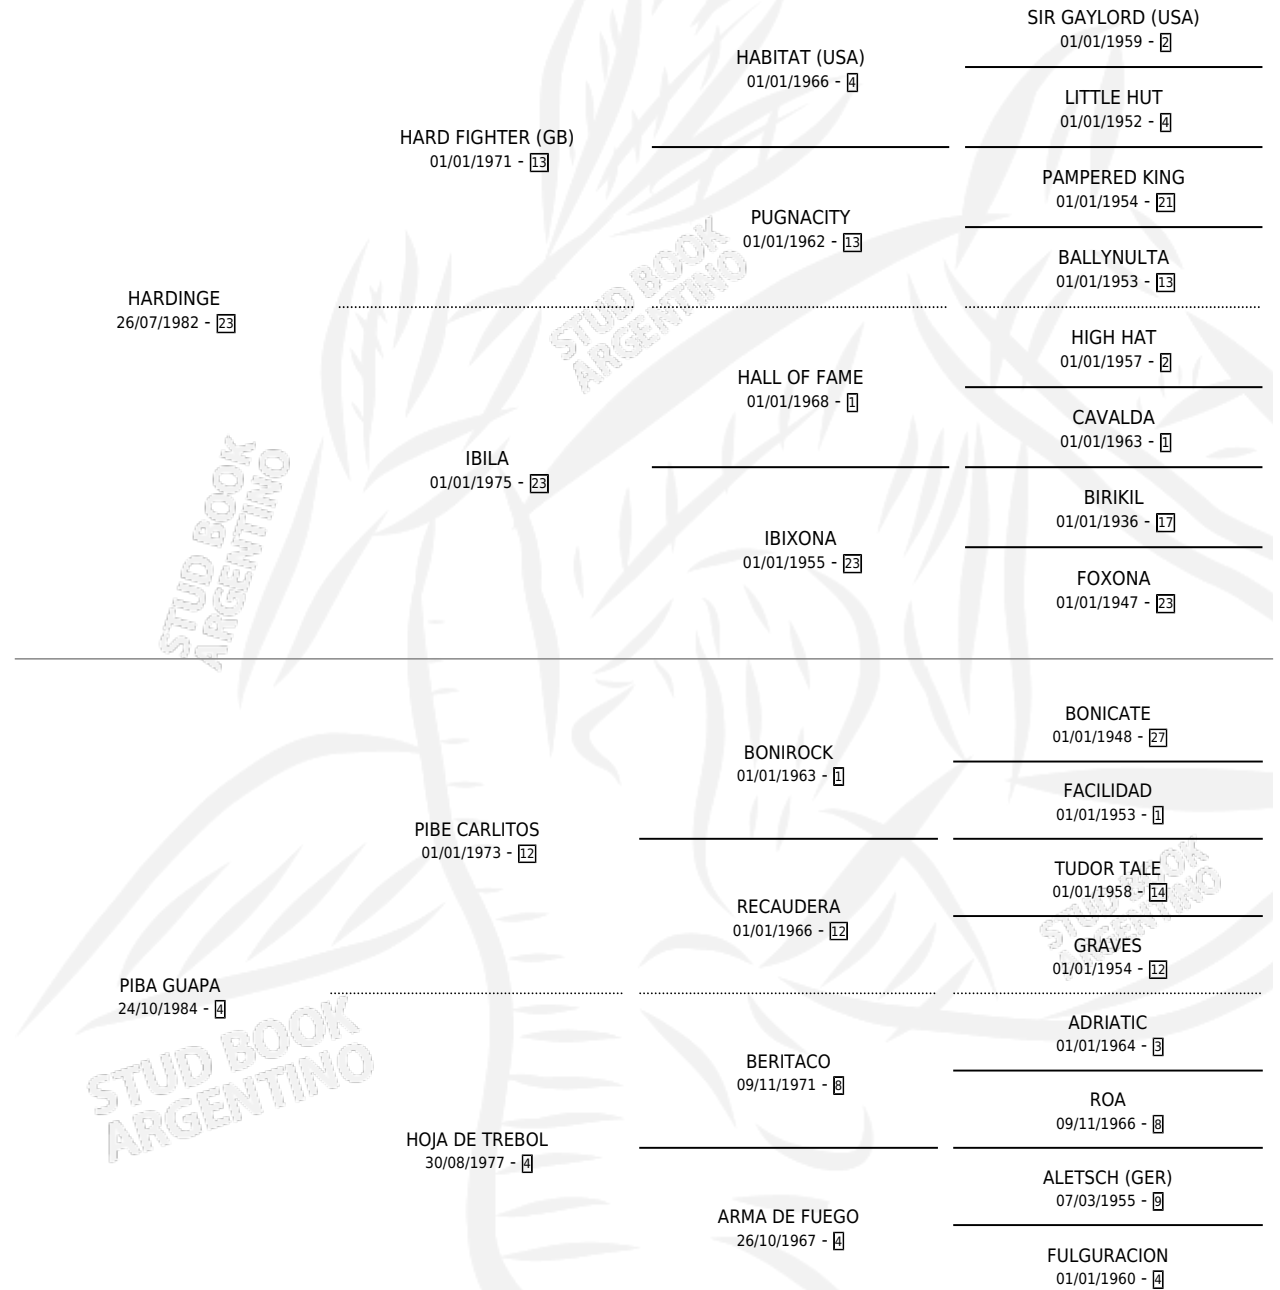 SIR GAYLORD (USA)
01/01/1959 - 2
HABITAT (USA)
01/01/1966 - 4
LITTLE HUT
01/01/1952 - 4
HARD FIGHTER (GB)
01/01/1971 - 13
PAMPERED KING
01/01/1954 - 21
PUGNACITY
01/01/1962 - 13
BALLYNULTA
01/01/1953 - 13
HARDINGE
26/07/1982 - 23
HIGH HAT
01/01/1957 - 2
HALL OF FAME
01/01/1968 - 1
CAVALDA
01/01/1963 - 1
IBILA
01/01/1975 - 23
BIRIKIL
01/01/1936 - 17
IBIXONA
01/01/1955 - 23
FOXONA
01/01/1947 - 23
BONICATE
01/01/1948 - 27
BONIROCK
01/01/1963 - 1
FACILIDAD
01/01/1953 - 1
PIBE CARLITOS
01/01/1973 - 12
TUDOR TALE
01/01/1958 - 14
RECAUDERA
01/01/1966 - 12
GRAVES
01/01/1954 - 12
PIBA GUAPA
24/10/1984 - 4
ADRIATIC
01/01/1964 - 3
BERITACO
09/11/1971 - 8
ROA
09/11/1966 - 8
HOJA DE TREBOL
30/08/1977 - 4
ALETSCH (GER)
07/03/1955 - 9
ARMA DE FUEGO
26/10/1967 - 4
FULGURACION
01/01/1960 - 4
STUD BOOK
ARGENTINO
STUD BOOK
ARGENTINO
STUD BOOK
ARGENTINO
STUD BOOK
ARGENTINO